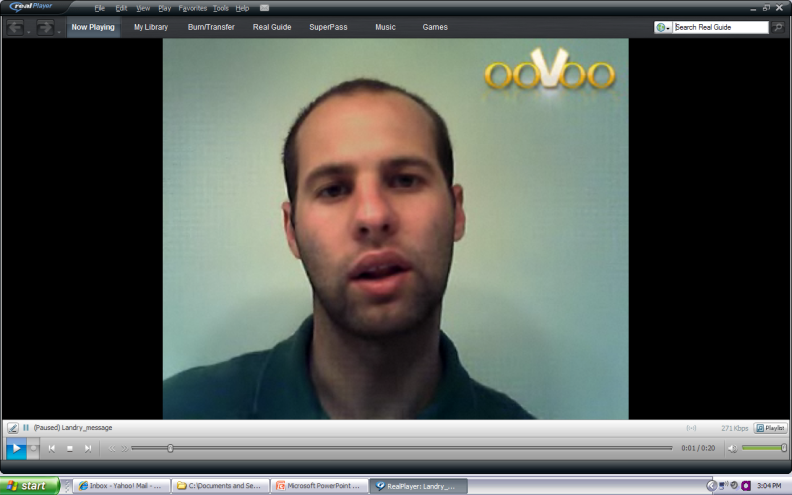 realPlayer File Edit View Play Favorites Tools Help
Now Playing My Library Burn/Transfer Real Guide SuperPass Music Games Search Real Guide
ooVoo
(Paused) Landry_message 271 Kbps Playlist
0:01 / 0:20
start Inbox - Yahoo! Mail - ... C:\Documents and Se... Microsoft PowerPoint ... RealPlayer: Landry_... 3:04 PM